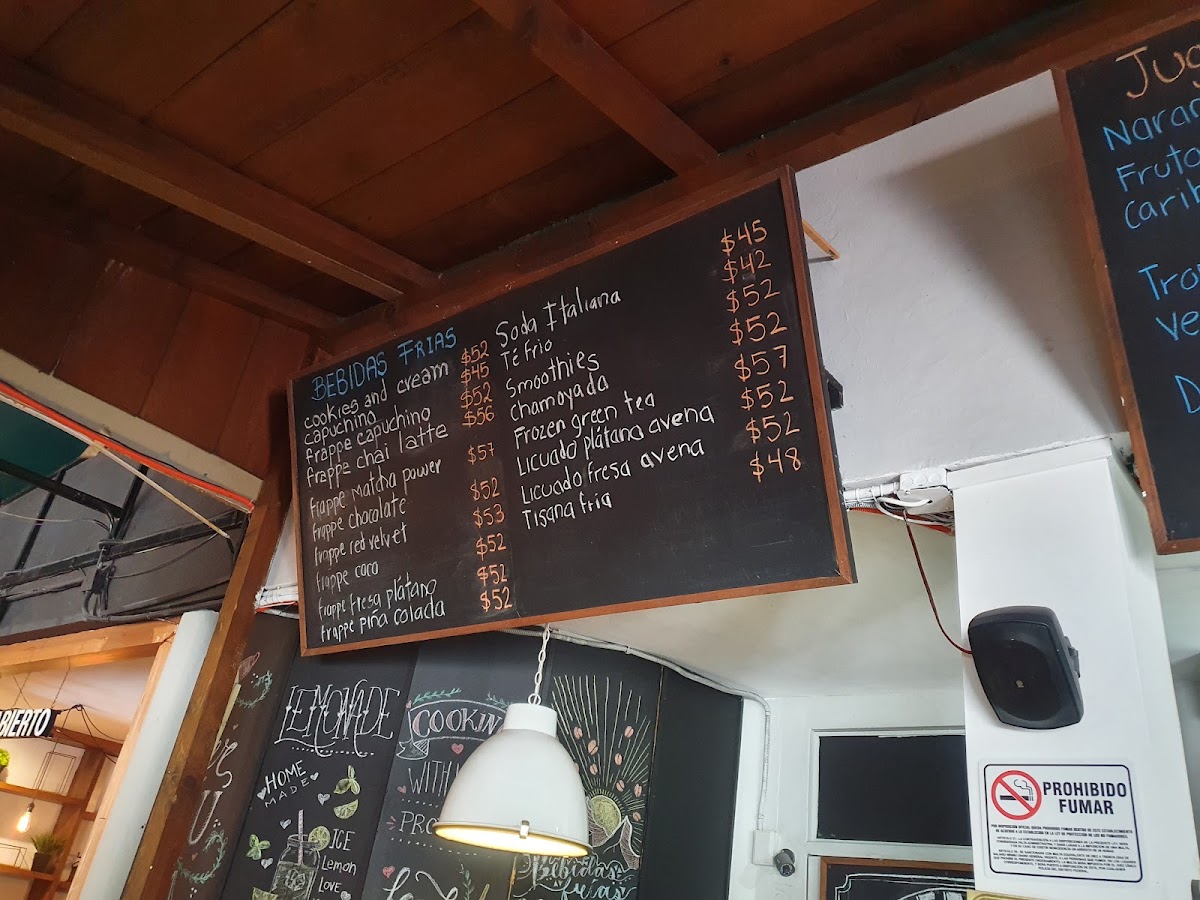 BEBIDAS FRIAS
cookies and cream $52
capuchino $45
frappe capuchino $52
frappe chai latte $56
frappe Matcha power $57
frappe chocolate $52
frappe red velvet $53
frappe coco $52
frappe fresa plátano $52
frappe piña colada $52
Soda Italiana $45
Té frio $42
Smoothies $52
Chamoyada $52
Frozen green tea $57
Licuado plátano avena $52
Licuado fresa avena $52
Tisana fria $48
Jug
Naran
Fruto
Carib
Tro
ve
D
ABIERTO
LEMONADE
HOME
MADE
ICE
Lemon
Love
COOKIN
WITH
PRO
Bebidas
frías
PROHIBIDO
FUMAR